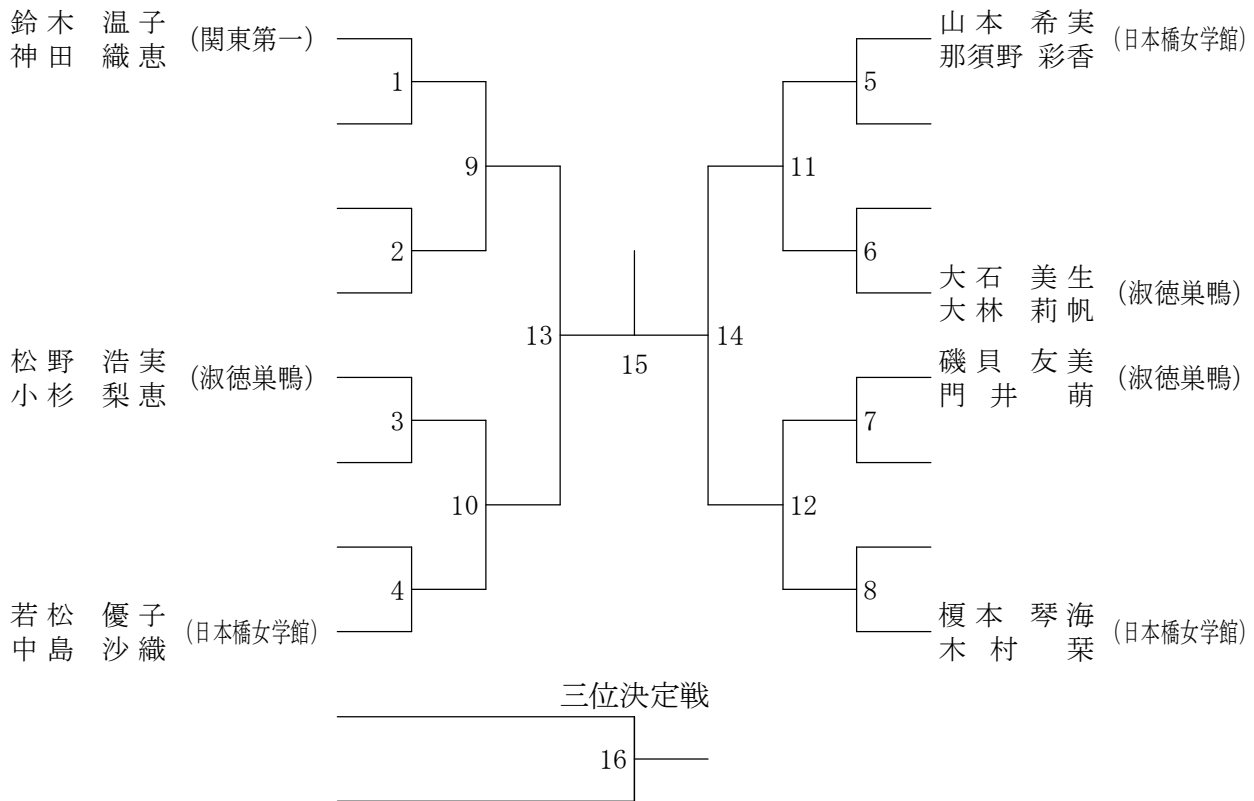 鈴木 温子
神田 織恵
(関東第一)
1
9
2
松野 浩実
小杉 梨恵
(淑徳巣鴨)
3
10
4
若松 優子
中島 沙織
(日本橋女学館)
13
15
14
山本 希実
那須野 彩香
(日本橋女学館)
5
11
6
大石 美生
大林 莉帆
(淑徳巣鴨)
磯貝 友美
門井 萌
(淑徳巣鴨)
7
12
8
榎本 琴海
木村 栞
(日本橋女学館)
三位決定戦
16